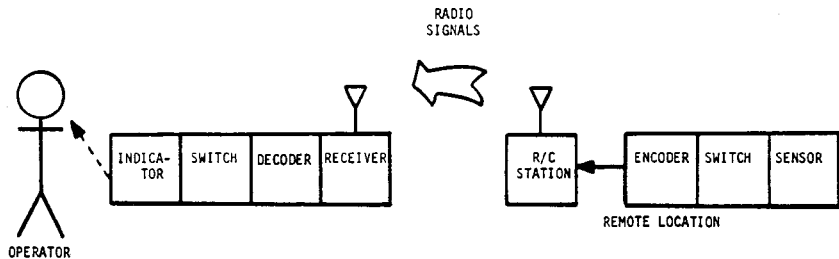 RADIO
SIGNALS
INDICA-
TOR
SWITCH
DECODER
RECEIVER
R/C
STATION
ENCODER
SWITCH
SENSOR
REMOTE LOCATION
OPERATOR